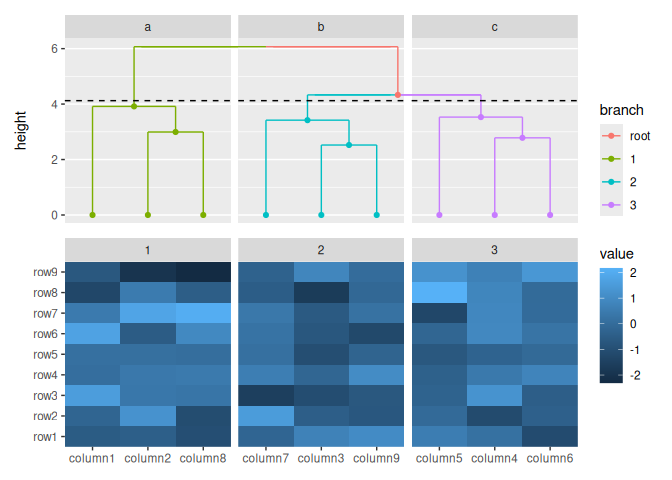 a b c
6
4
2
0
height
branch
root
1
2
3
1 2 3
row9
row8
row7
row6
row5
row4
row3
row2
row1
column1 column2 column8 column7 column3 column9 column5 column4 column6
value
2
1
0
-1
-2